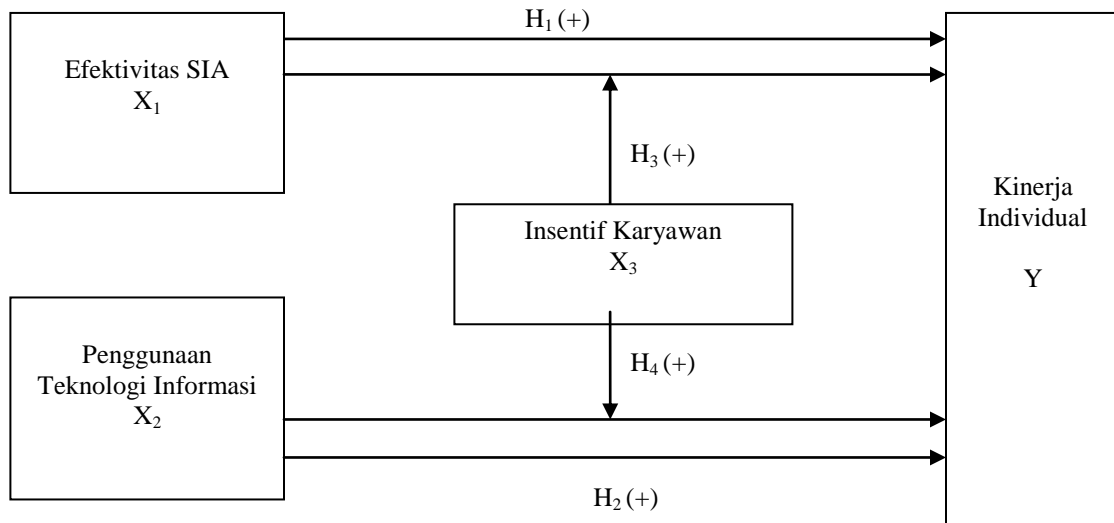 H₁ (+)
Efektivitas SIA
X₁
H₃ (+)
Insentif Karyawan
X₃
Kinerja
Individual
Y
Penggunaan
Teknologi Informasi
X₂
H₄ (+)
H₂ (+)